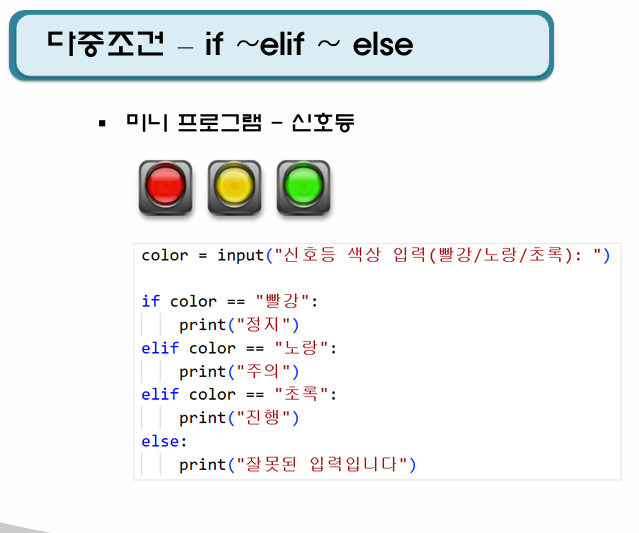 다중조건 – if ~elif ~ else
▪ 미니 프로그램 – 신호등
color = input("신호등 색상 입력(빨강/노랑/초록): ")
if color == "빨강":
    print("정지")
elif color == "노랑":
    print("주의")
elif color == "초록":
    print("진행")
else:
    print("잘못된 입력입니다")